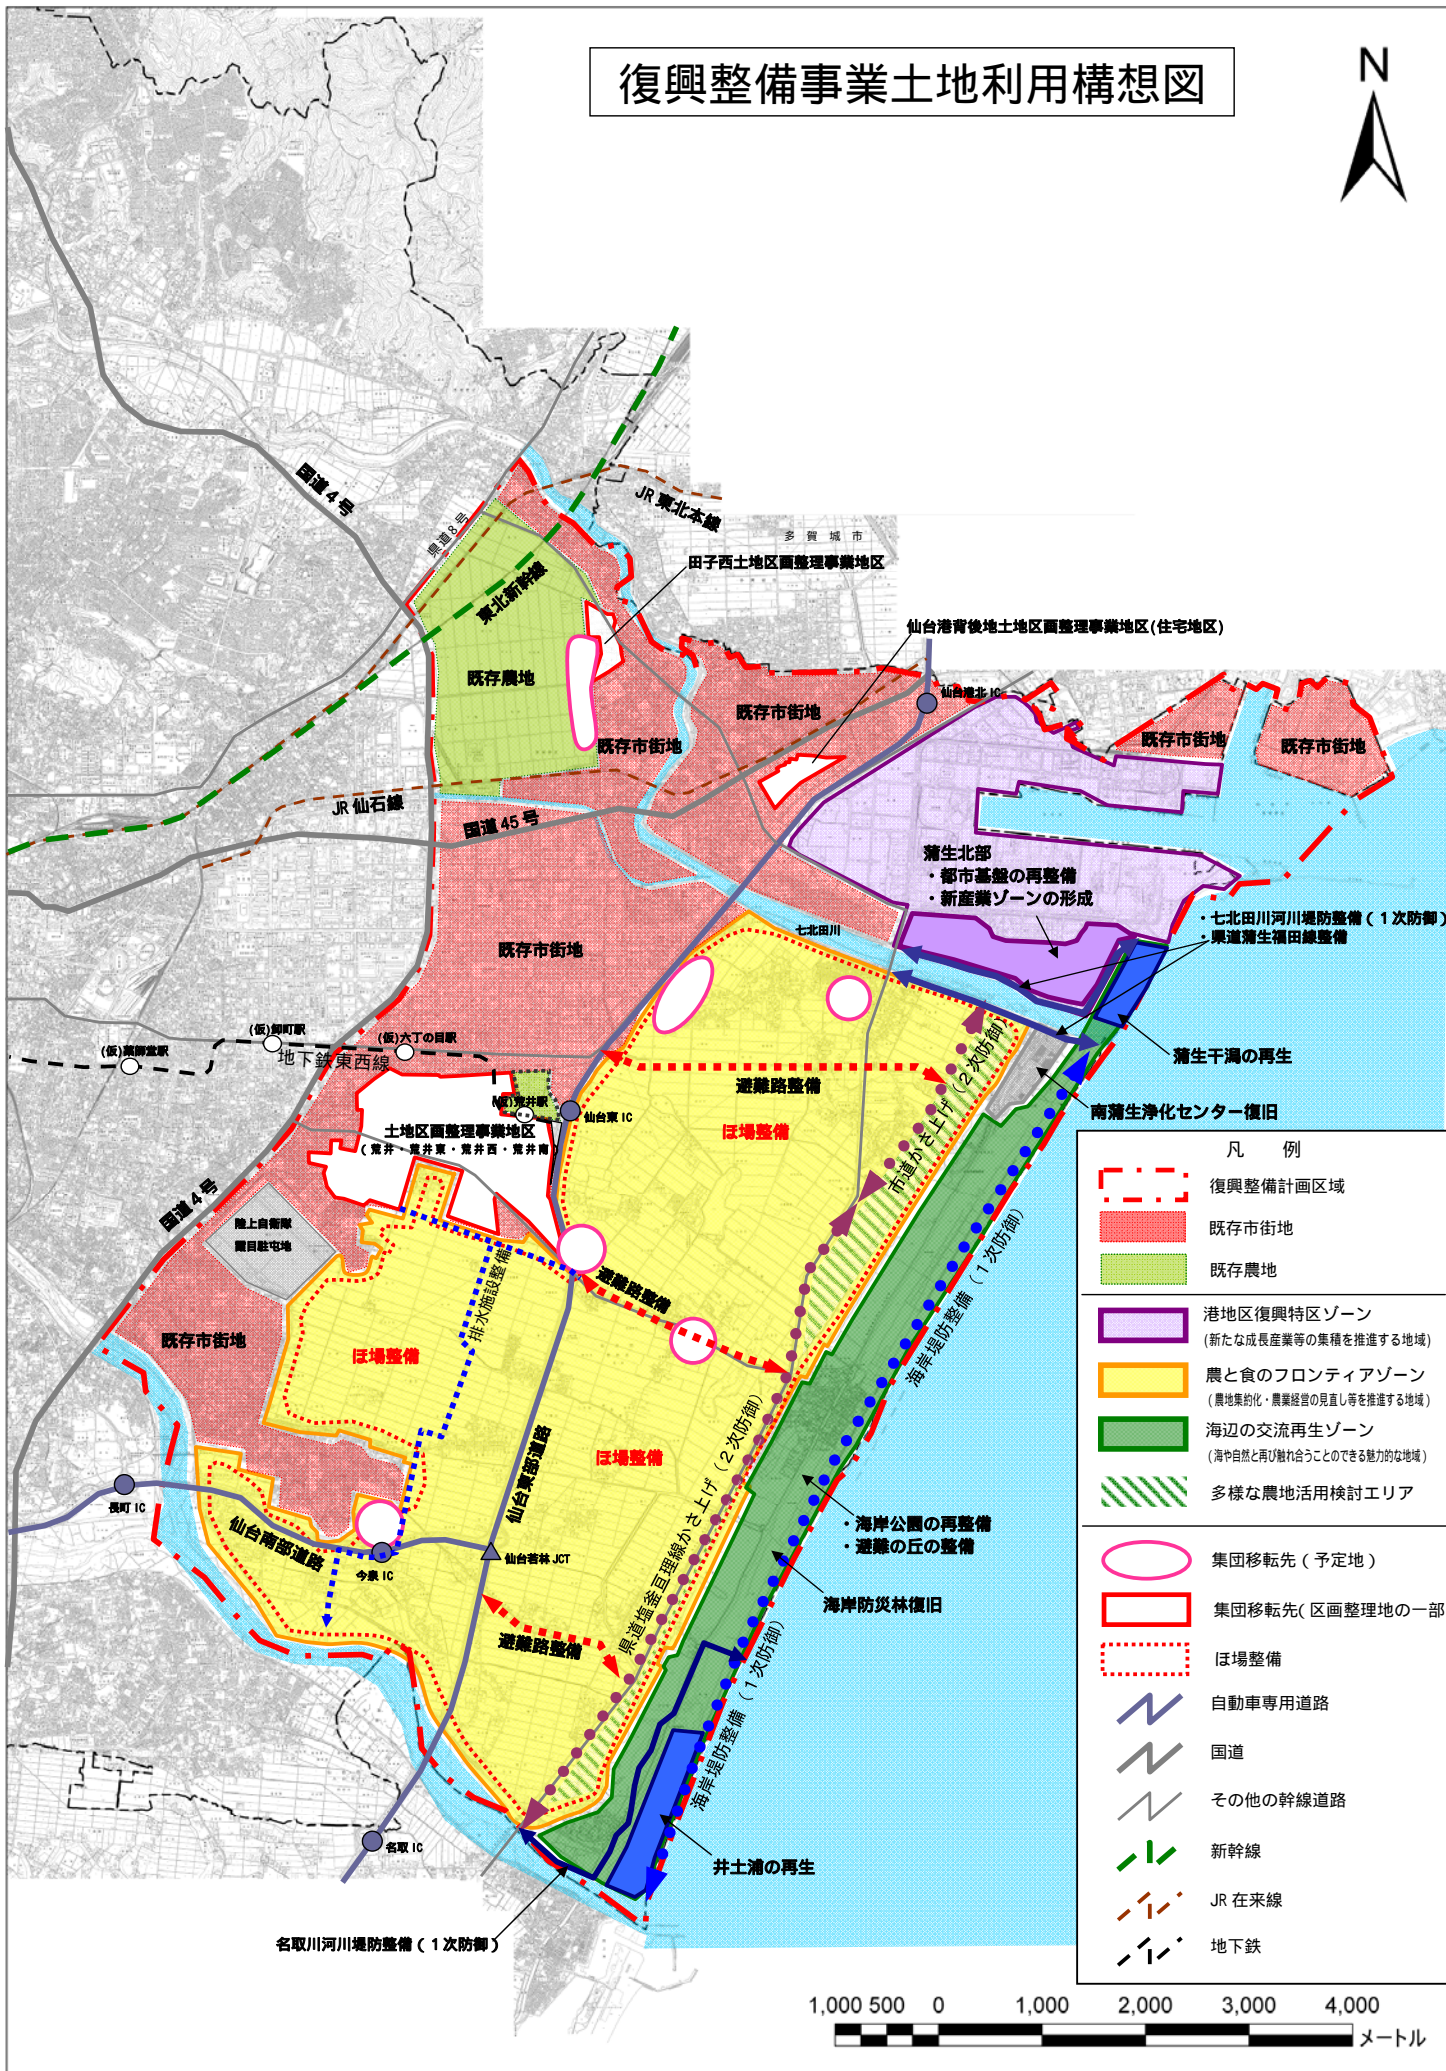 復興整備事業土地利用構想図
N
国道4号
県道8号
JR東北本線
多賀城市
田子西土地区画整理事業地区
東北新幹線
仙台港背後地土地区画整理事業地区(住宅地区)
既存農地
仙台港北IC
既存市街地
既存市街地
既存市街地
既存市街地
JR仙石線
国道45号
蒲生北部
・都市基盤の再整備
・新産業ゾーンの形成
・七北田川河川堤防整備(1次防御)
・県道蒲生福田線整備
七北田川
既存市街地
(仮)卸町駅
(仮)六丁の目駅
(仮)薬師堂駅
地下鉄東西線
蒲生干潟の再生
避難路整備
(仮)荒井駅
仙台東IC
南蒲生浄化センター復旧
土地区画整理事業地区
(荒井・荒井東・荒井西・荒井南)
ほ場整備
市道かさ上げ(2次防御)
国道4号
陸上自衛隊
霞目駐屯地
排水施設整備
避難路整備
海岸堤防整備(1次防御)
既存市街地
ほ場整備
ほ場整備
仙台東部道路
県道塩釜亘理線かさ上げ(2次防御)
長町IC
仙台南部道路
今泉IC
仙台若林JCT
・海岸公園の再整備
・避難の丘の整備
海岸防災林復旧
避難路整備
海岸堤防整備(1次防御)
名取IC
井土浦の再生
名取川河川堤防整備(1次防御)
凡 例
復興整備計画区域
既存市街地
既存農地
港地区復興特区ゾーン
(新たな成長産業等の集積を推進する地域)
農と食のフロンティアゾーン
(農地集約化・農業経営の見直し等を推進する地域)
海辺の交流再生ゾーン
(海や自然と再び触れ合うことのできる魅力的な地域)
多様な農地活用検討エリア
集団移転先(予定地)
集団移転先(区画整理地の一部
ほ場整備
自動車専用道路
国道
その他の幹線道路
新幹線
JR在来線
地下鉄
1,000 500 0 1,000 2,000 3,000 4,000
メートル